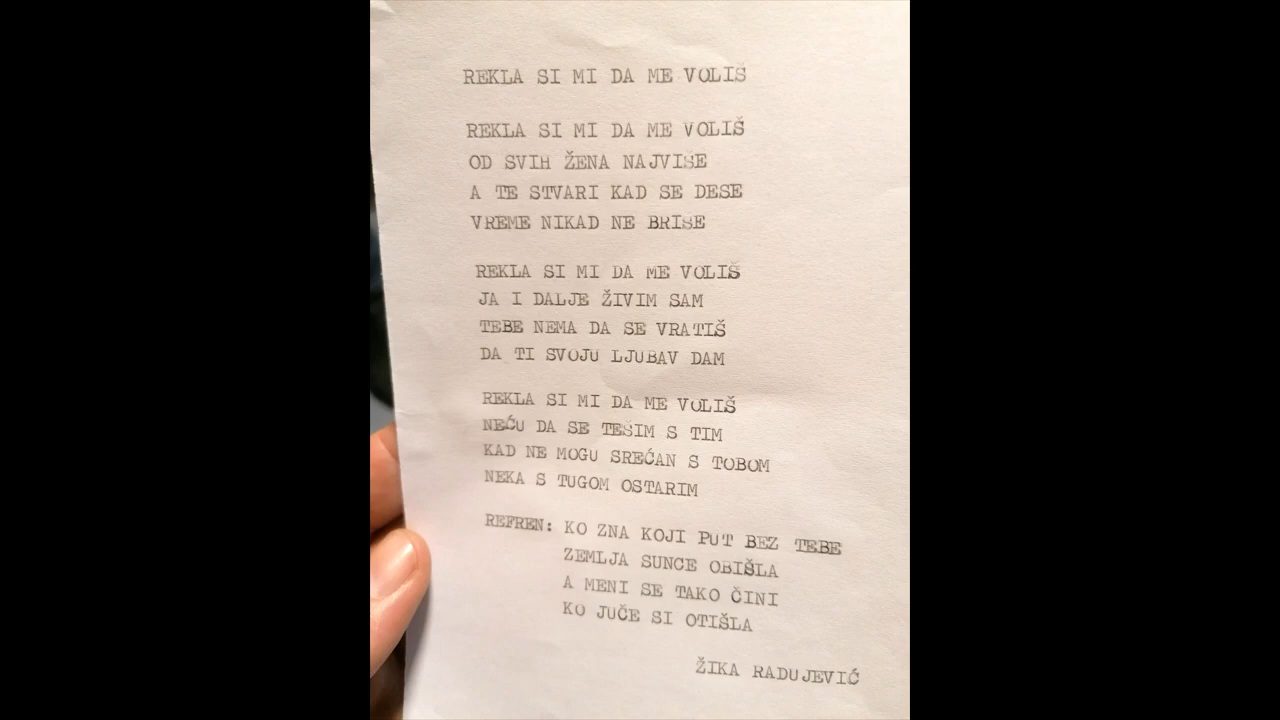 REKLA SI MI DA ME VOLIŠ
REKLA SI MI DA ME VOLIŠ
OD SVIH ŽENA NAJVIŠE
A TE STVARI KAD SE DESE
VREME NIKAD NE BRIŠE
REKLA SI MI DA ME VOLIŠ
JA I DALJE ŽIVIM SAM
TEBE NEMA DA SE VRATIŠ
DA TI SVOJU LJUBAV DAM
REKLA SI MI DA ME VOLIŠ
NEĆU DA SE TEŠIM S TIM
KAD NE MOGU SREĆAN S TOBOM
NEKA S TUGOM OSTARIM
REFREN: KO ZNA KOJI PUT BEZ TEBE
ZEMLJA SUNCE OBIŠLA
A MENI SE TAKO ČINI
KO JUČE SI OTIŠLA
ŽIKA RADUJEVIĆ